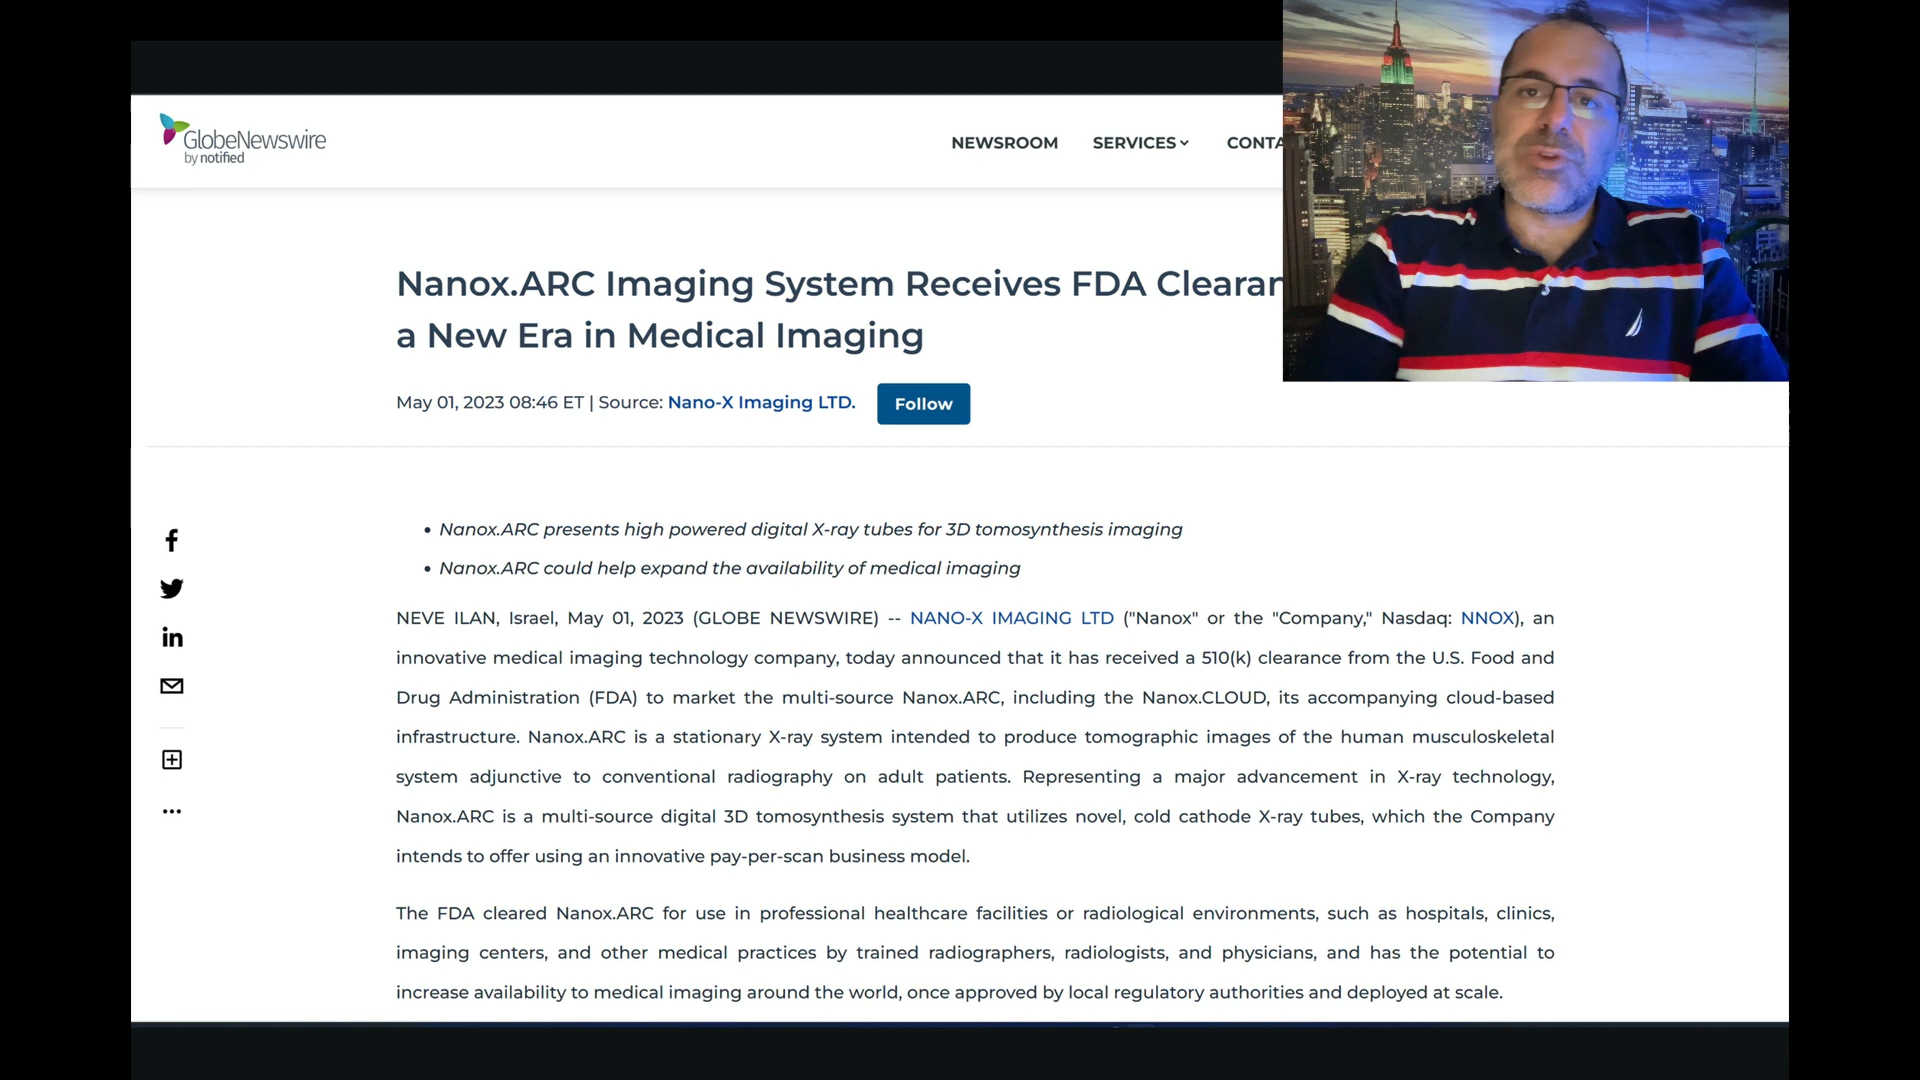 GlobeNewswire
by notified
NEWSROOM SERVICES CONTA
Nanox.ARC Imaging System Receives FDA Clearan
a New Era in Medical Imaging
May 01, 2023 08:46 ET | Source: Nano-X Imaging LTD. Follow
• Nanox.ARC presents high powered digital X-ray tubes for 3D tomosynthesis imaging
• Nanox.ARC could help expand the availability of medical imaging
NEVE ILAN, Israel, May 01, 2023 (GLOBE NEWSWIRE) -- NANO-X IMAGING LTD ("Nanox" or the "Company," Nasdaq: NNOX), an
innovative medical imaging technology company, today announced that it has received a 510(k) clearance from the U.S. Food and
Drug Administration (FDA) to market the multi-source Nanox.ARC, including the Nanox.CLOUD, its accompanying cloud-based
infrastructure. Nanox.ARC is a stationary X-ray system intended to produce tomographic images of the human musculoskeletal
system adjunctive to conventional radiography on adult patients. Representing a major advancement in X-ray technology,
Nanox.ARC is a multi-source digital 3D tomosynthesis system that utilizes novel, cold cathode X-ray tubes, which the Company
intends to offer using an innovative pay-per-scan business model.
The FDA cleared Nanox.ARC for use in professional healthcare facilities or radiological environments, such as hospitals, clinics,
imaging centers, and other medical practices by trained radiographers, radiologists, and physicians, and has the potential to
increase availability to medical imaging around the world, once approved by local regulatory authorities and deployed at scale.